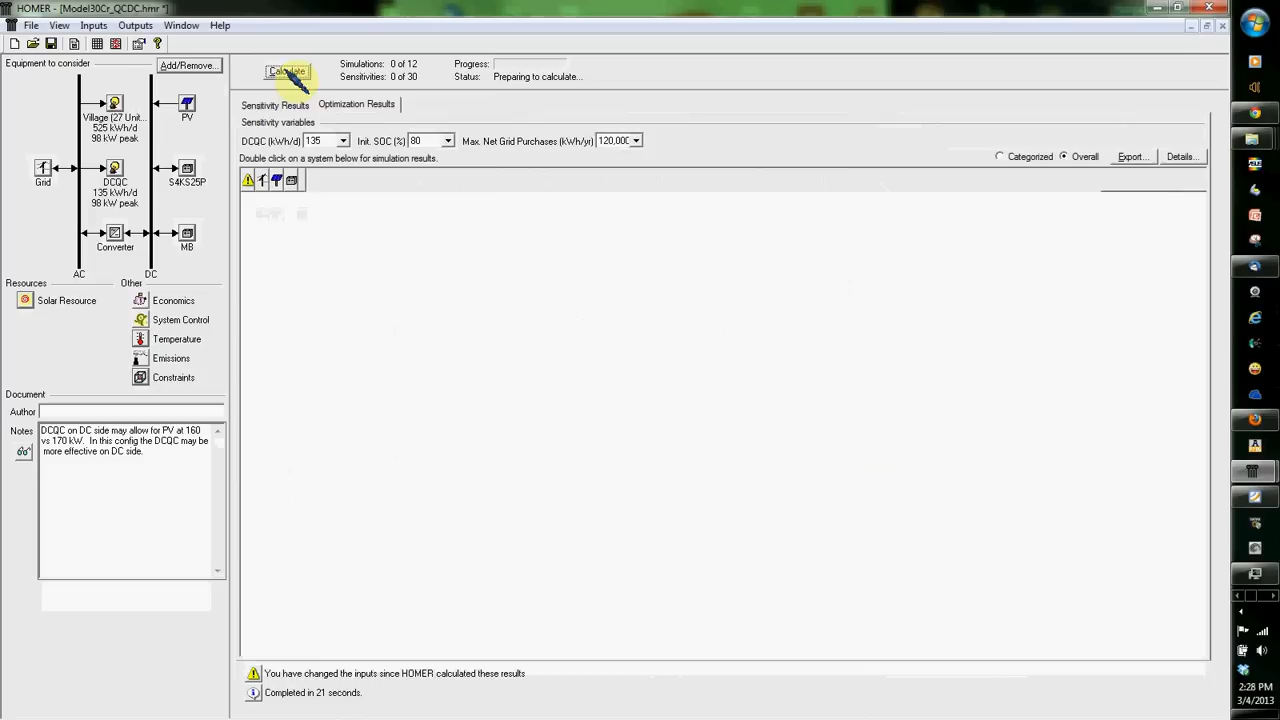 HOMER - [Model30Cr_QCDC.hmr *]
File View Inputs Outputs Window Help
Equipment to consider
Add/Remove...
Calculate
Simulations: 0 of 12
Progress:
Sensitivities: 0 of 30
Status: Preparing to calculate...
Sensitivity Results
Optimization Results
Sensitivity variables
DCQC (kWh/d) 135
Init. SOC (%) 80
Max. Net Grid Purchases (kWh/yr) 120,000
Double click on a system below for simulation results.
Categorized
Overall
Export...
Details...
Village (27 Unit...
525 kWh/d
98 kW peak
PV
Grid
DCQC
135 kWh/d
98 kW peak
S4KS25P
Converter
MB
AC
DC
Resources
Other
Solar Resource
Economics
System Control
Temperature
Emissions
Constraints
Document
Author
Notes
DCQC on DC side may allow for PV at 160
vs 170 kW. In this config the DCQC may be
more effective on DC side.
You have changed the inputs since HOMER calculated these results
Completed in 21 seconds.
2:28 PM
3/4/2013